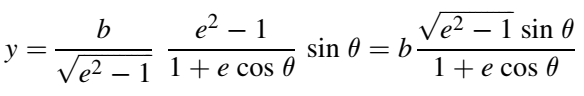 y = \frac{b}{\sqrt{e^2 - 1}} \frac{e^2 - 1}{1 + e \cos \theta} \sin \theta = b \frac{\sqrt{e^2 - 1} \sin \theta}{1 + e \cos \theta}